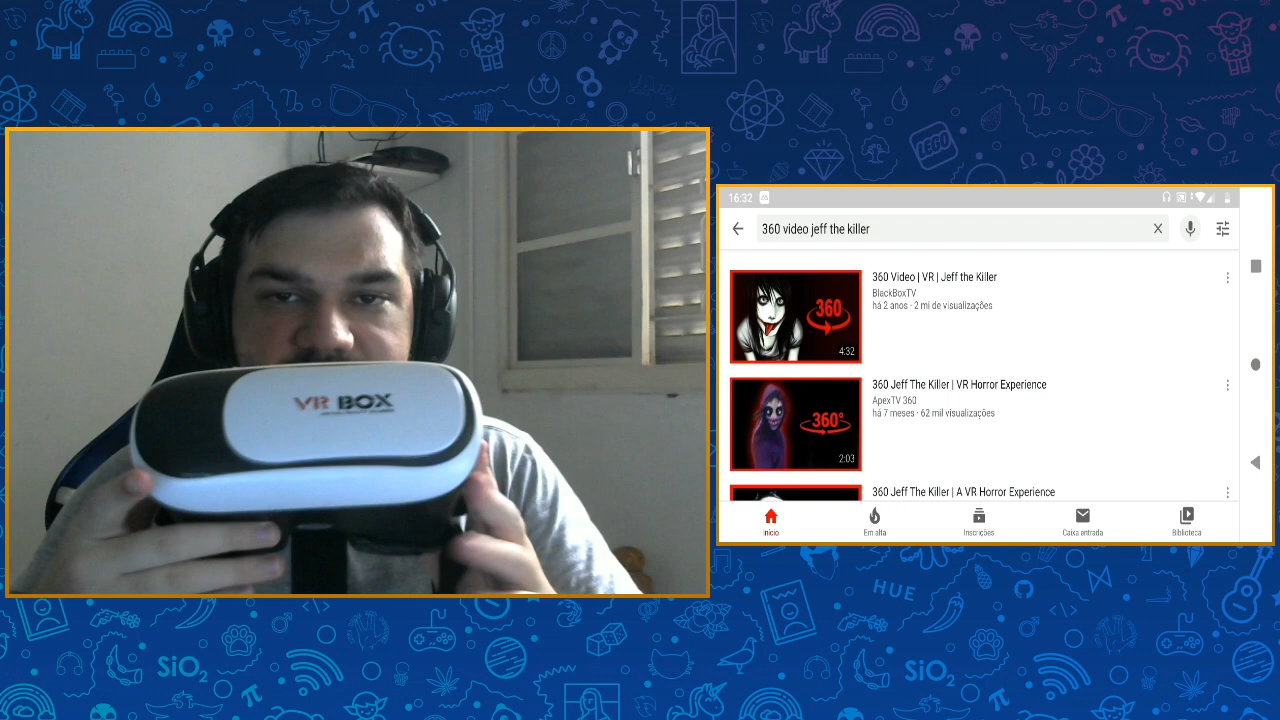 LEGO
zzz
VR BOX
16:32
360 video jeff the killer
360
4:32
360 Video | VR | Jeff the Killer
BlackBoxTV
há 2 anos · 2 mi de visualizações
360°
2:03
360 Jeff The Killer | VR Horror Experience
ApexTV 360
há 7 meses · 62 mil visualizações
360 Jeff The Killer | A VR Horror Experience
Início
Em alta
Inscrições
Caixa entrada
Biblioteca
HUE
</>
</>
SiO₂
SiO₂